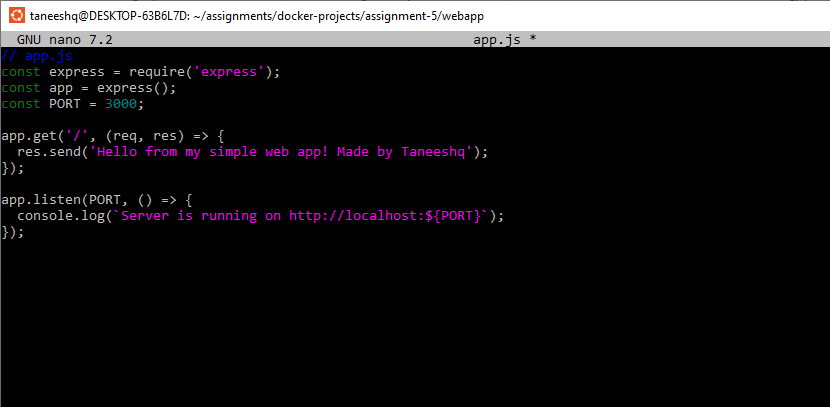 taneeshq@DESKTOP-63B6L7D: ~/assignments/docker-projects/assignment-5/webapp
GNU nano 7.2 app.js *
// app.js
const express = require('express');
const app = express();
const PORT = 3000;
app.get('/', (req, res) => {
  res.send('Hello from my simple web app! Made by Taneeshq');
});
app.listen(PORT, () => {
  console.log(`Server is running on http://localhost:${PORT}`);
});